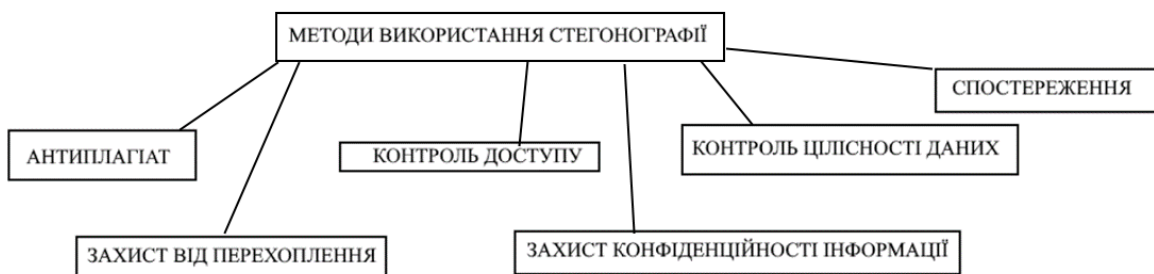 МЕТОДИ ВИКОРИСТАННЯ СТЕГОНОГРАФІЇ
СПОСТЕРЕЖЕННЯ
АНТИПЛАГІАТ
КОНТРОЛЬ ДОСТУПУ
КОНТРОЛЬ ЦІЛІСНОСТІ ДАНИХ
ЗАХИСТ ВІД ПЕРЕХОПЛЕННЯ
ЗАХИСТ КОНФІДЕНЦІЙНОСТІ ІНФОРМАЦІЇ